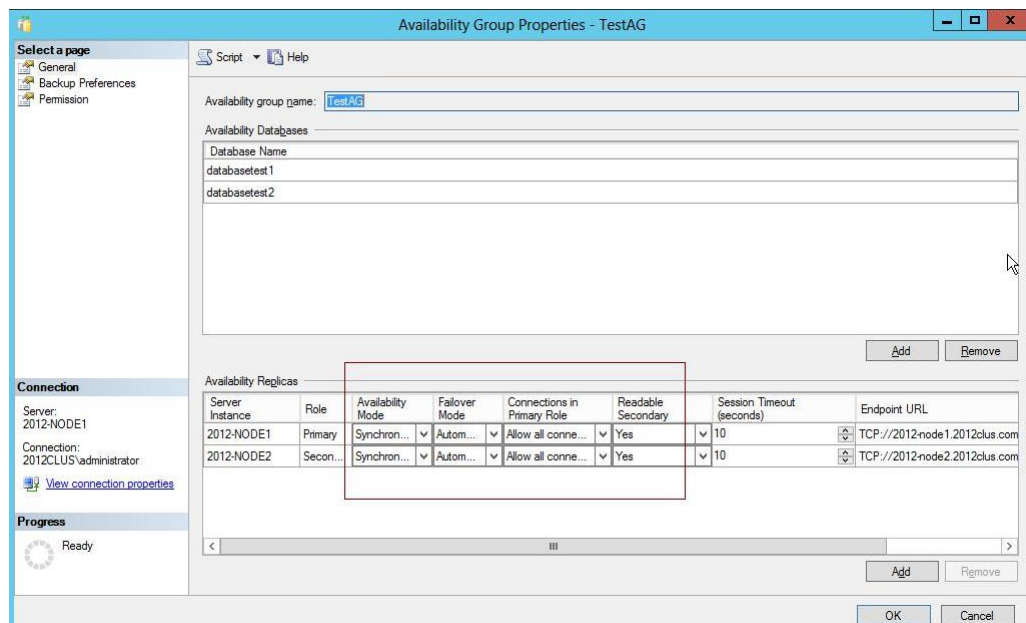 Availability Group Properties - TestAG
Select a page
General
Backup Preferences
Permission
Script Help
Availability group name: TestAG
Availability Databases
Database Name
databasetest1
databasetest2
Add Remove
Connection
Server:
2012-NODE1
Connection:
2012CLUS\administrator
View connection properties
Progress
Ready
Availability Replicas
Server Instance Role Availability Mode Failover Mode Connections in Primary Role Readable Secondary Session Timeout (seconds) Endpoint URL
2012-NODE1 Primary Synchron... Autom... Allow all conne... Yes 10 TCP://2012-node1.2012clus.com
2012-NODE2 Secon... Synchron... Autom... Allow all conne... Yes 10 TCP://2012-node2.2012clus.com
Add Remove
OK Cancel